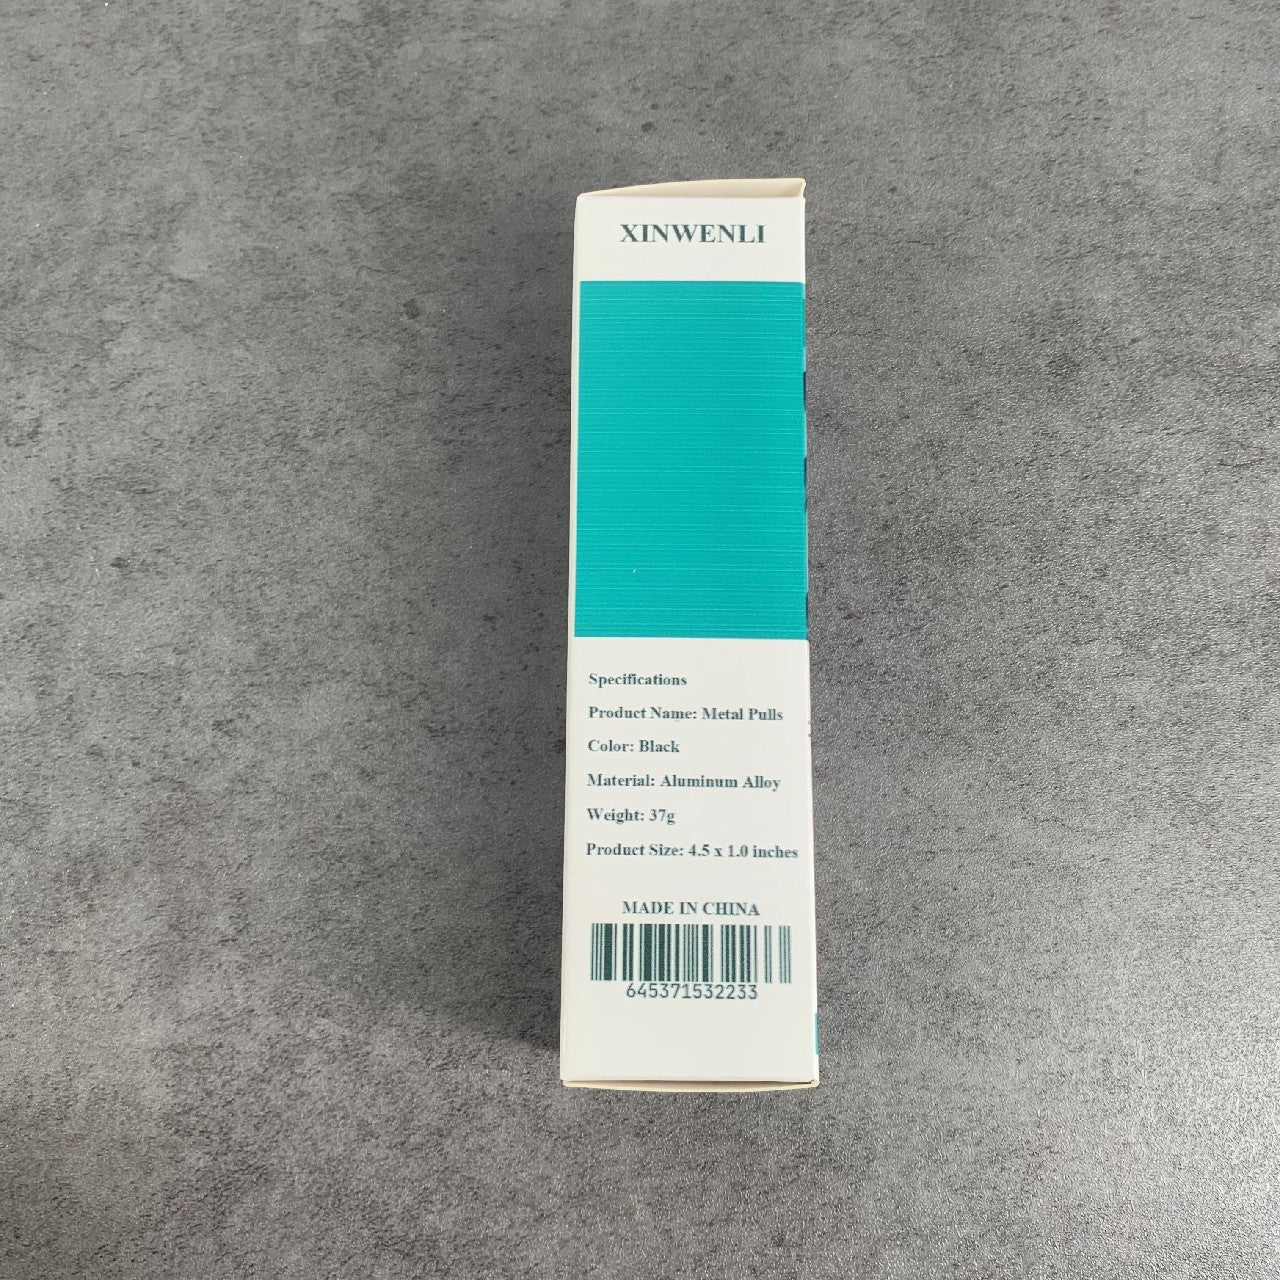 XINWENLI
Specifications
Product Name: Metal Pulls
Color: Black
Material: Aluminum Alloy
Weight: 37g
Product Size: 4.5 x 1.0 inches
MADE IN CHINA
645371532233